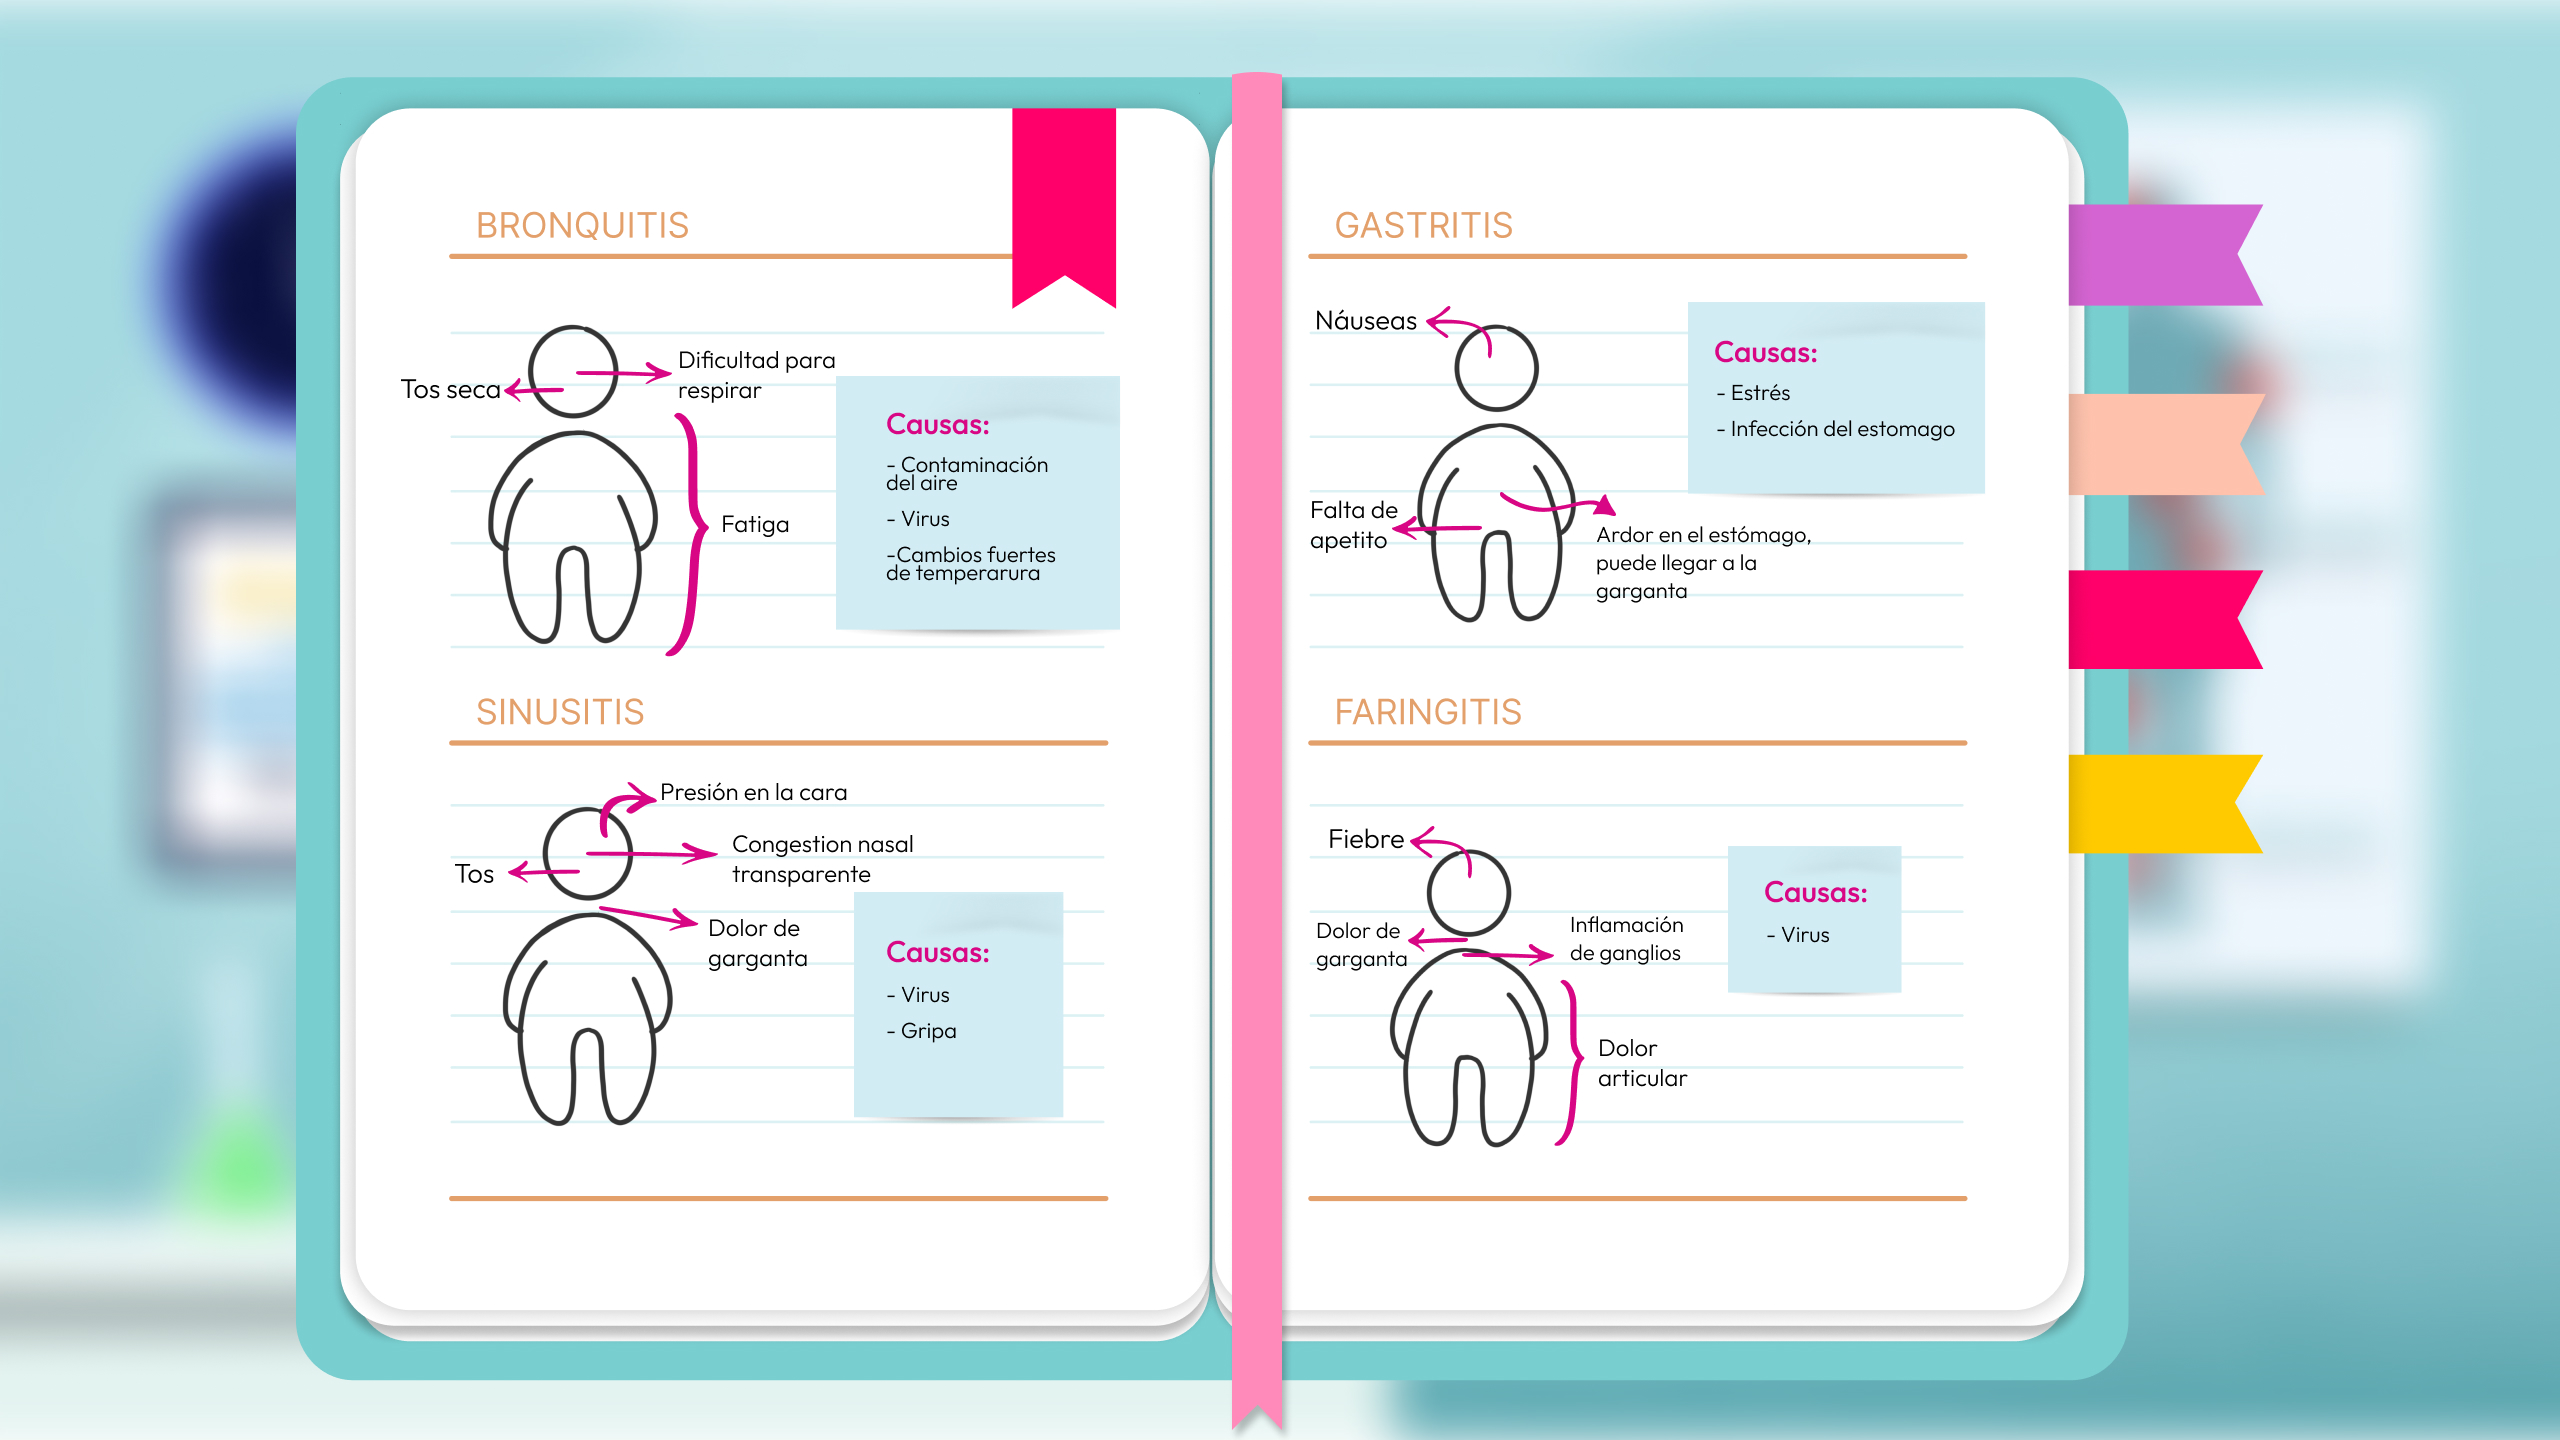 BRONQUITIS
Tos seca
Dificultad para
respirar
Fatiga
Causas:
- Contaminación
del aire
- Virus
-Cambios fuertes
de temperarura
SINUSITIS
Presión en la cara
Congestion nasal
transparente
Tos
Dolor de
garganta
Causas:
- Virus
- Gripa
GASTRITIS
Náuseas
Falta de
apetito
Ardor en el estómago,
puede llegar a la
garganta
Causas:
- Estrés
- Infección del estomago
FARINGITIS
Fiebre
Dolor de
garganta
Inflamación
de ganglios
Dolor
articular
Causas:
- Virus